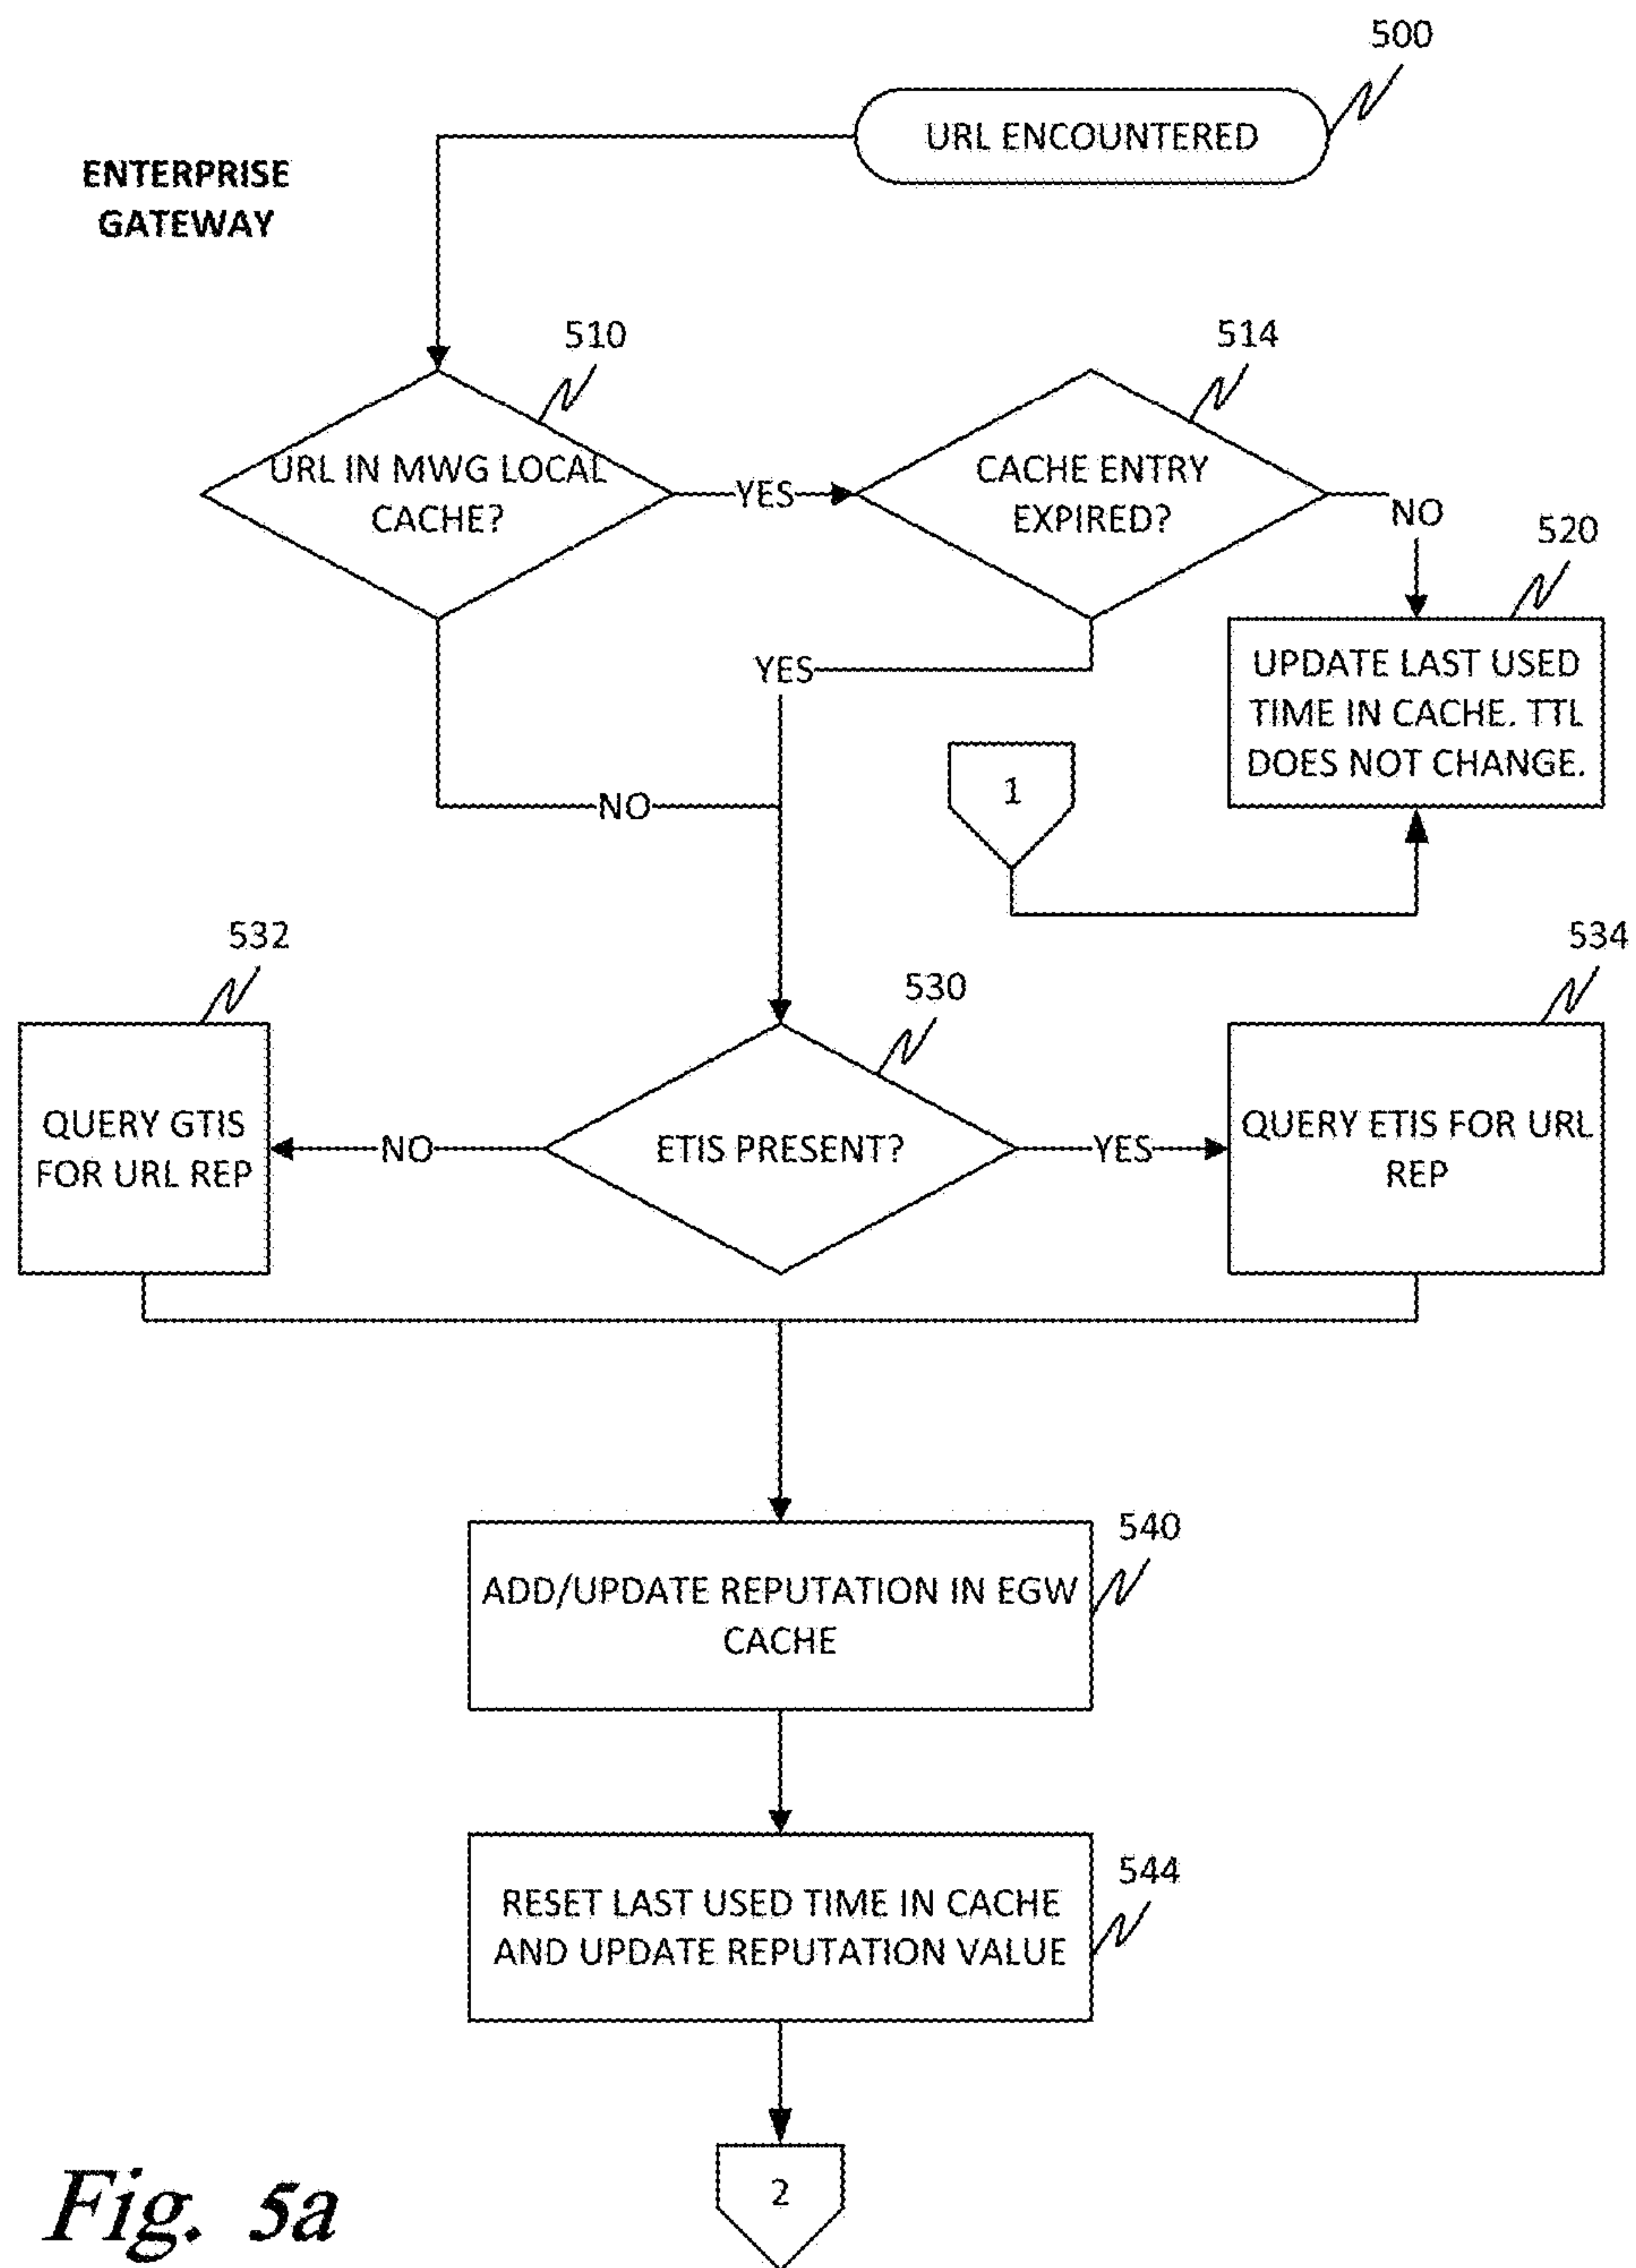 500
URL ENCOUNTERED
ENTERPRISE
GATEWAY
510
514
URL IN MWG LOCAL
CACHE?
YES
CACHE ENTRY
EXPIRED?
NO
520
YES
UPDATE LAST USED
TIME IN CACHE. TTL
DOES NOT CHANGE.
1
NO
532
530
534
QUERY GTIS
FOR URL REP
NO
ETIS PRESENT?
YES
QUERY ETIS FOR URL
REP
540
ADD/UPDATE REPUTATION IN EGW
CACHE
544
RESET LAST USED TIME IN CACHE
AND UPDATE REPUTATION VALUE
2
Fig. 5a